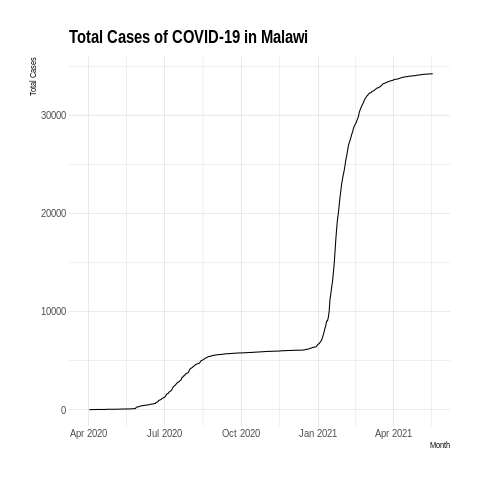 Total Cases of COVID-19 in Malawi
Total Cases
30000
20000
10000
0
Apr 2020 Jul 2020 Oct 2020 Jan 2021 Apr 2021
Month